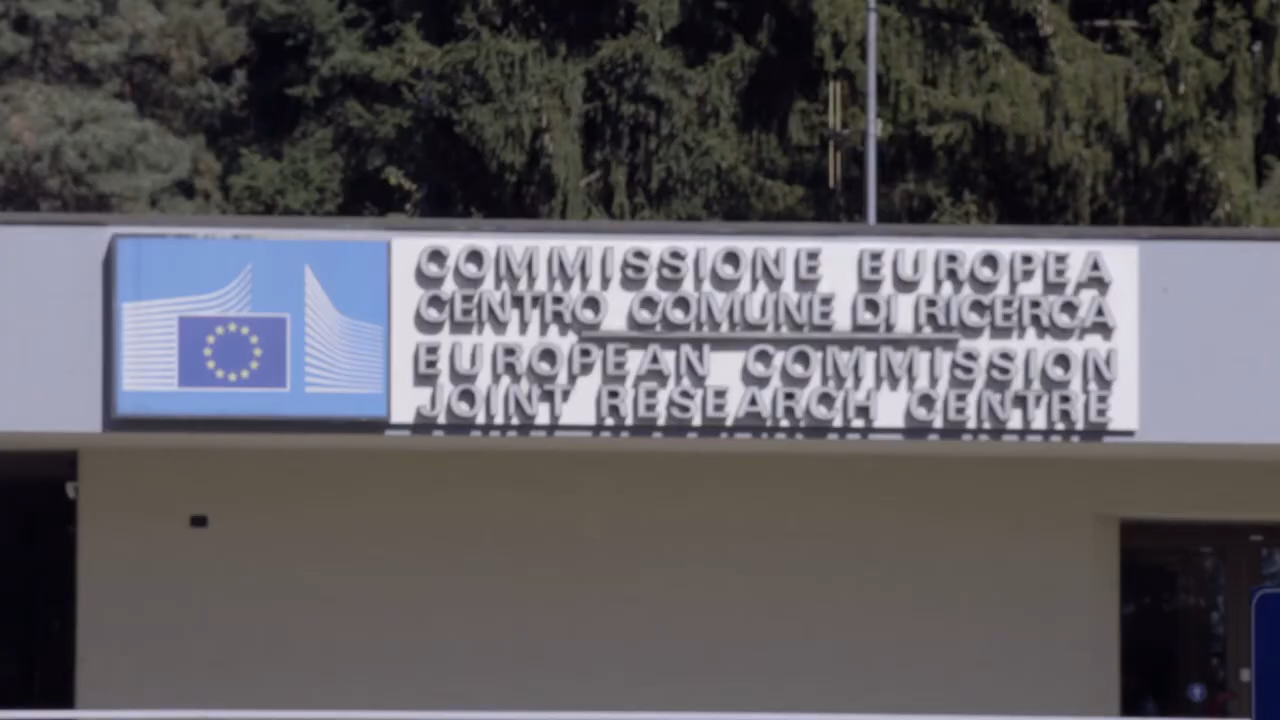 COMMISSIONE EUROPEA
CENTRO COMUNE DI RICERCA
EUROPEAN COMMISSION
JOINT RESEARCH CENTRE